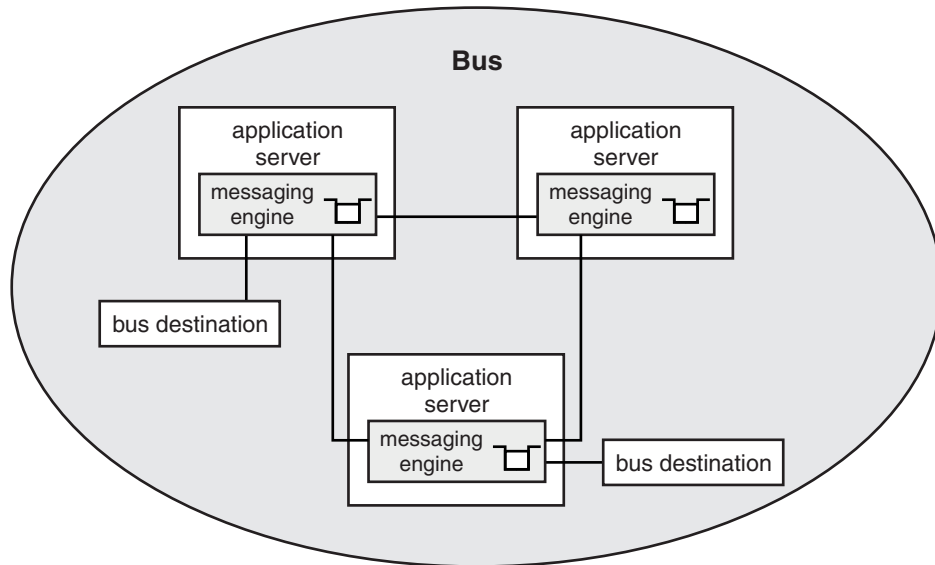 Bus
application
server
messaging
engine
application
server
messaging
engine
bus destination
application
server
messaging
engine
bus destination